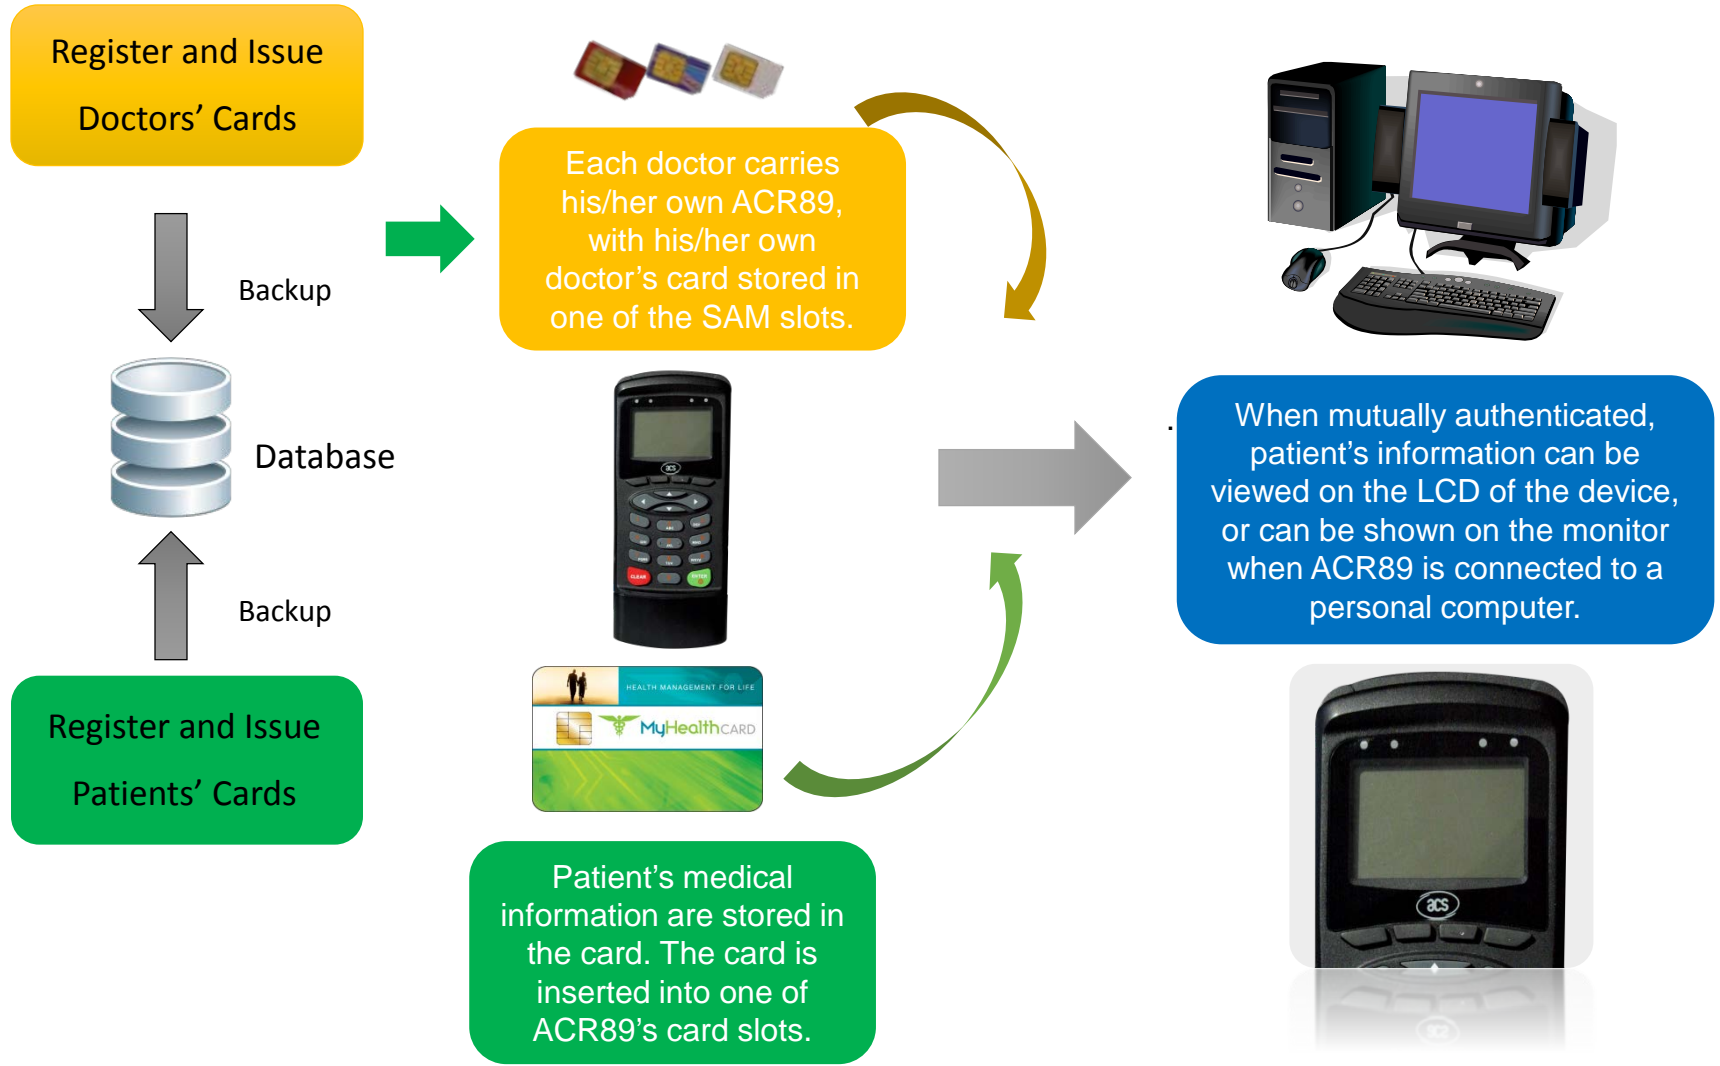 Register and Issue
Doctors’ Cards
Backup
Database
Backup
Register and Issue
Patients’ Cards
Each doctor carries
his/her own ACR89,
with his/her own
doctor’s card stored in
one of the SAM slots.
acs
CLEAR
ENTER
HEALTH MANAGEMENT FOR LIFE
MyHealthCARD
Patient’s medical
information are stored in
the card. The card is
inserted into one of
ACR89’s card slots.
.
When mutually authenticated,
patient’s information can be
viewed on the LCD of the device,
or can be shown on the monitor
when ACR89 is connected to a
personal computer.
acs